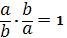 a/b · b/a = 1